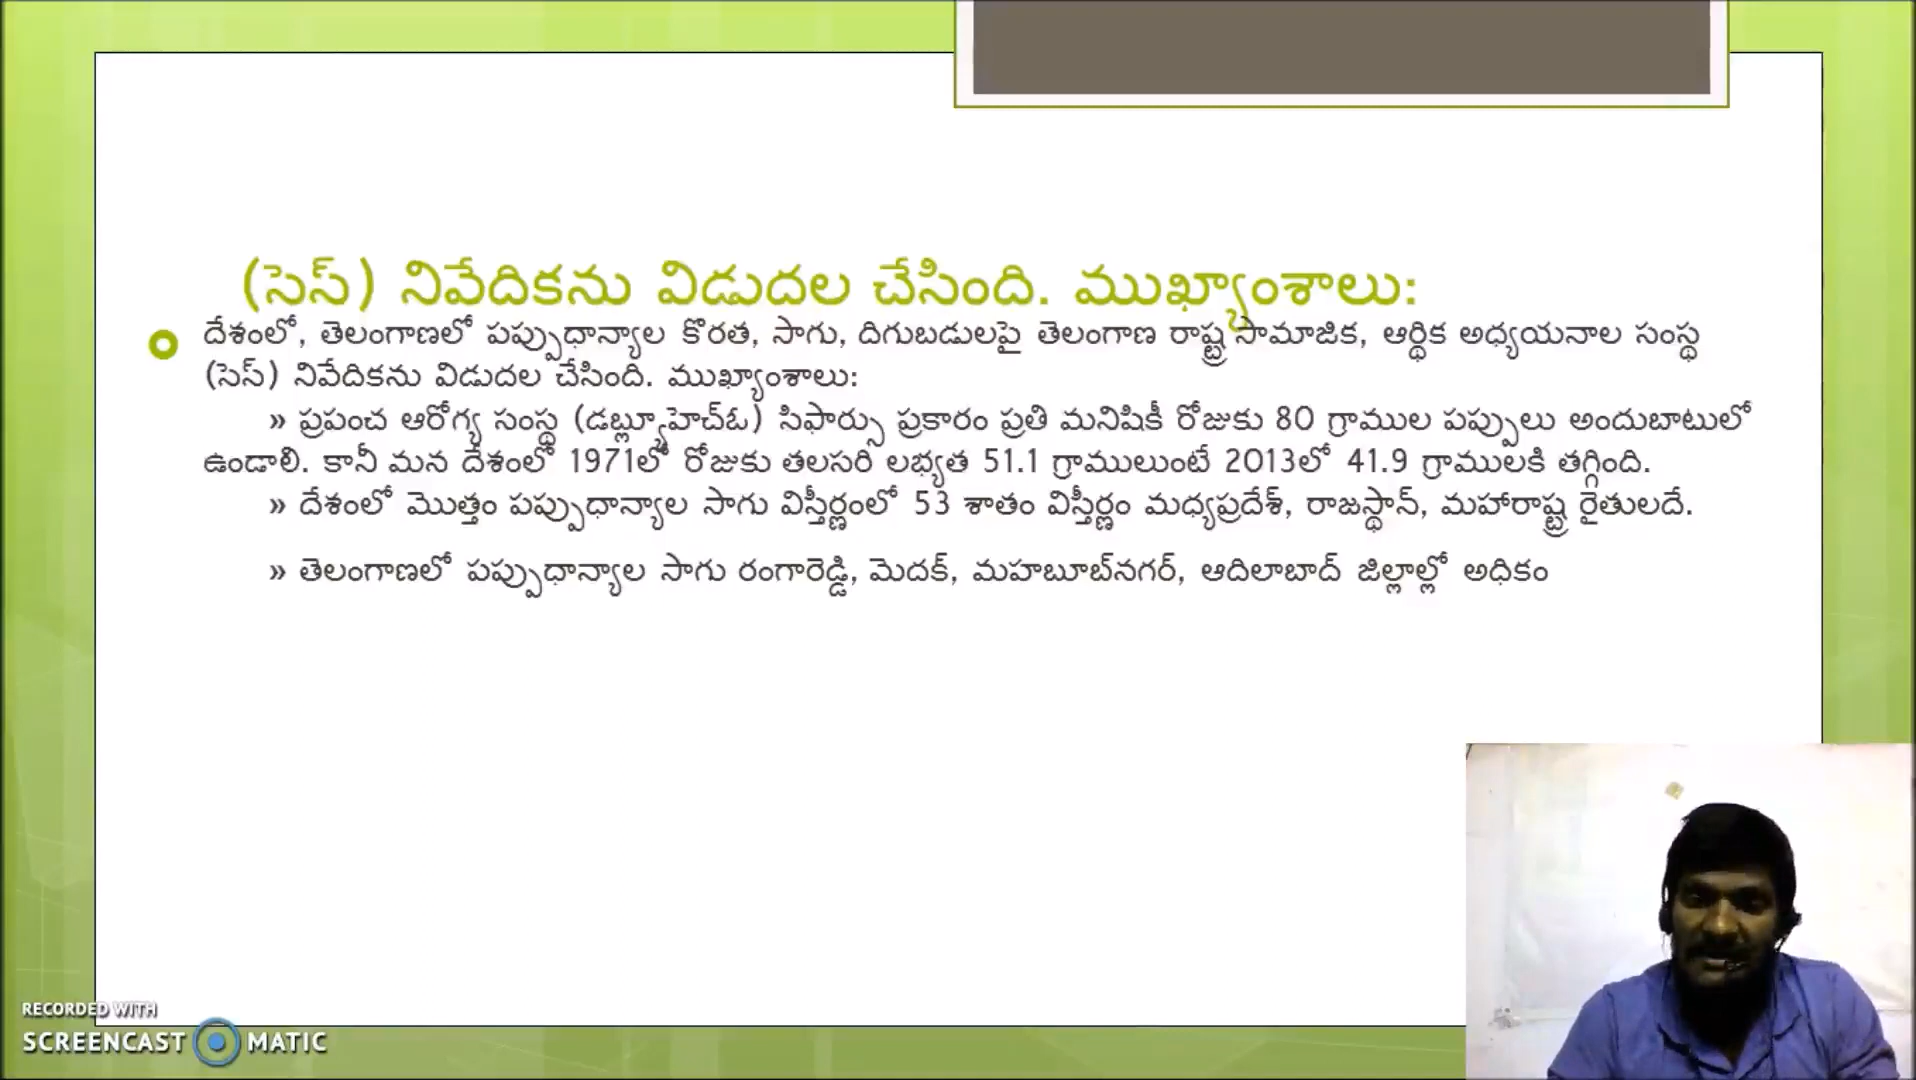 (సెస్) నివేదికను విడుదల చేసింది. ముఖ్యాంశాలు:
దేశంలో, తెలంగాణలో పప్పుధాన్యాల కొరత, సాగు, దిగుబడులపై తెలంగాణ రాష్ట్ర సామాజిక, ఆర్థిక అధ్యయనాల సంస్థ
(సెస్) నివేదికను విడుదల చేసింది. ముఖ్యాంశాలు:
» ప్రపంచ ఆరోగ్య సంస్థ (డబ్ల్యూహెచ్ఓ) సిఫార్సు ప్రకారం ప్రతి మనిషికీ రోజుకు 80 గ్రాముల పప్పులు అందుబాటులో
ఉండాలి. కానీ మన దేశంలో 1971లో రోజుకు తలసరి లభ్యత 51.1 గ్రాములుంటే 2013లో 41.9 గ్రాములకి తగ్గింది.
» దేశంలో మొత్తం పప్పుధాన్యాల సాగు విస్తీర్ణంలో 53 శాతం విస్తీర్ణం మధ్యప్రదేశ్, రాజస్థాన్, మహారాష్ట్ర రైతులదే.
» తెలంగాణలో పప్పుధాన్యాల సాగు రంగారెడ్డి, మెదక్, మహబూబ్‌నగర్, ఆదిలాబాద్ జిల్లాల్లో అధికం
RECORDED WITH
SCREENCAST MATIC